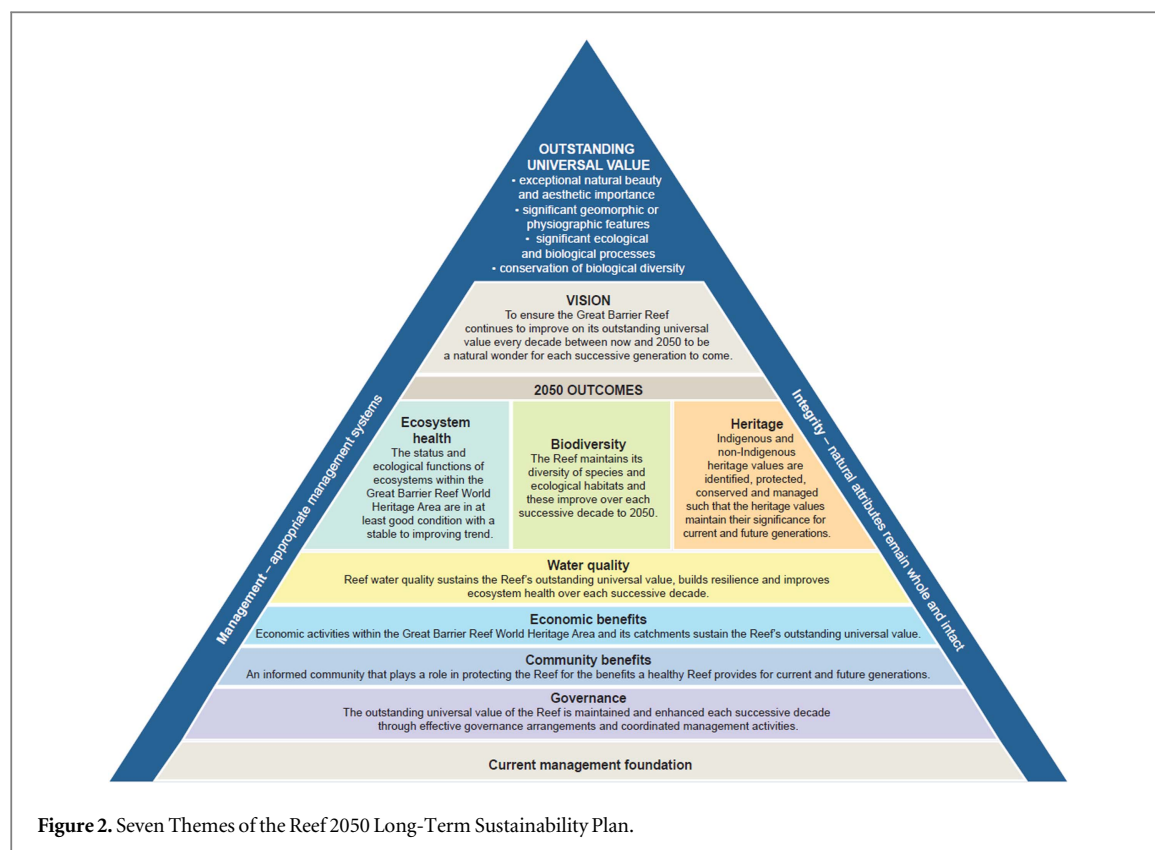 OUTSTANDING
UNIVERSAL VALUE
• exceptional natural beauty
and aesthetic importance
• significant geomorphic or
physiographic features
• significant ecological
and biological processes
• conservation of biological diversity
VISION
To ensure the Great Barrier Reef
continues to improve on its outstanding universal
value every decade between now and 2050 to be
a natural wonder for each successive generation to come.
2050 OUTCOMES
Ecosystem
health
The status and
ecological functions of
ecosystems within the
Great Barrier Reef World
Heritage Area are in at
least good condition with a
stable to improving trend.
Biodiversity
The Reef maintains its
diversity of species and
ecological habitats and
these improve over each
successive decade to 2050.
Heritage
Indigenous and
non-Indigenous
heritage values are
identified, protected,
conserved and managed
such that the heritage values
maintain their significance for
current and future generations.
Management – appropriate management systems
Integrity – natural attributes remain whole and intact
Water quality
Reef water quality sustains the Reef's outstanding universal value, builds resilience and improves
ecosystem health over each successive decade.
Economic benefits
Economic activities within the Great Barrier Reef World Heritage Area and its catchments sustain the Reef's outstanding universal value.
Community benefits
An informed community that plays a role in protecting the Reef for the benefits a healthy Reef provides for current and future generations.
Governance
The outstanding universal value of the Reef is maintained and enhanced each successive decade
through effective governance arrangements and coordinated management activities.
Current management foundation
Figure 2. Seven Themes of the Reef 2050 Long-Term Sustainability Plan.